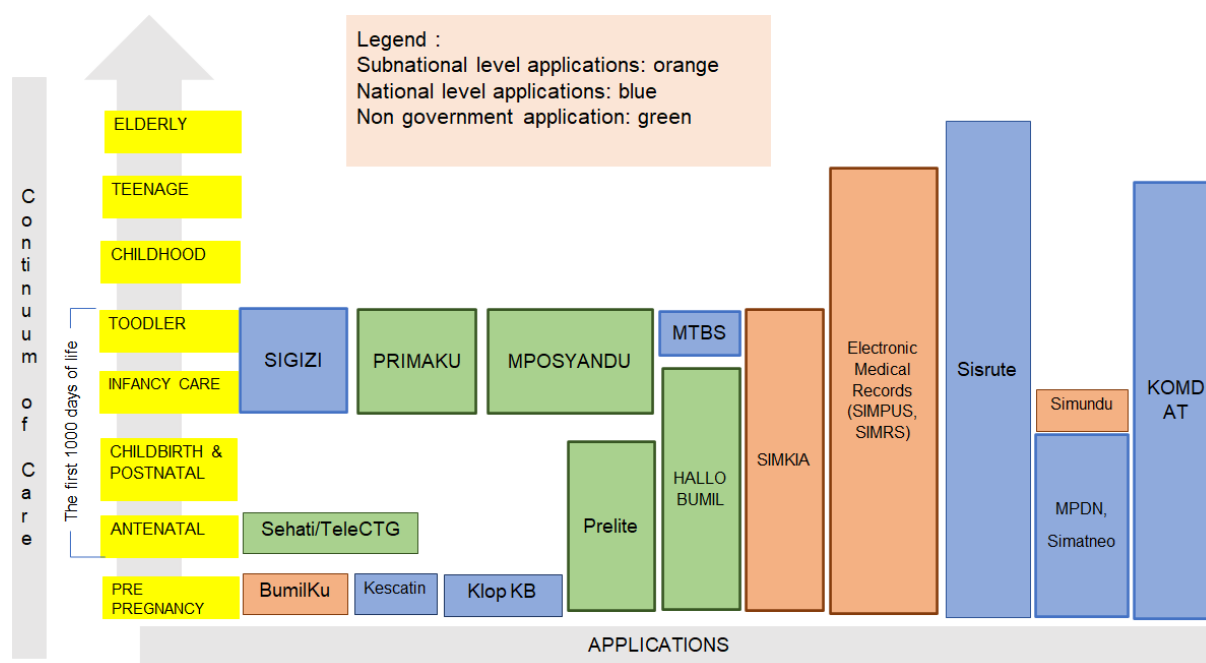 Legend :
Subnational level applications: orange
National level applications: blue
Non government application: green
Continuum of Care
The first 1000 days of life
ELDERLY
TEENAGE
CHILDHOOD
TOODLER
INFANCY CARE
CHILDBIRTH &
POSTNATAL
ANTENATAL
PRE
PREGNANCY
SIGIZI
PRIMAKU
MPOSYANDU
MTBS
Sehati/TeleCTG
BumilKu
Kescatin
Klop KB
Prelite
HALLO
BUMIL
SIMKIA
Electronic
Medical
Records
(SIMPUS,
SIMRS)
Sisrute
Simundu
MPDN,
Simatneo
KOMD
AT
APPLICATIONS